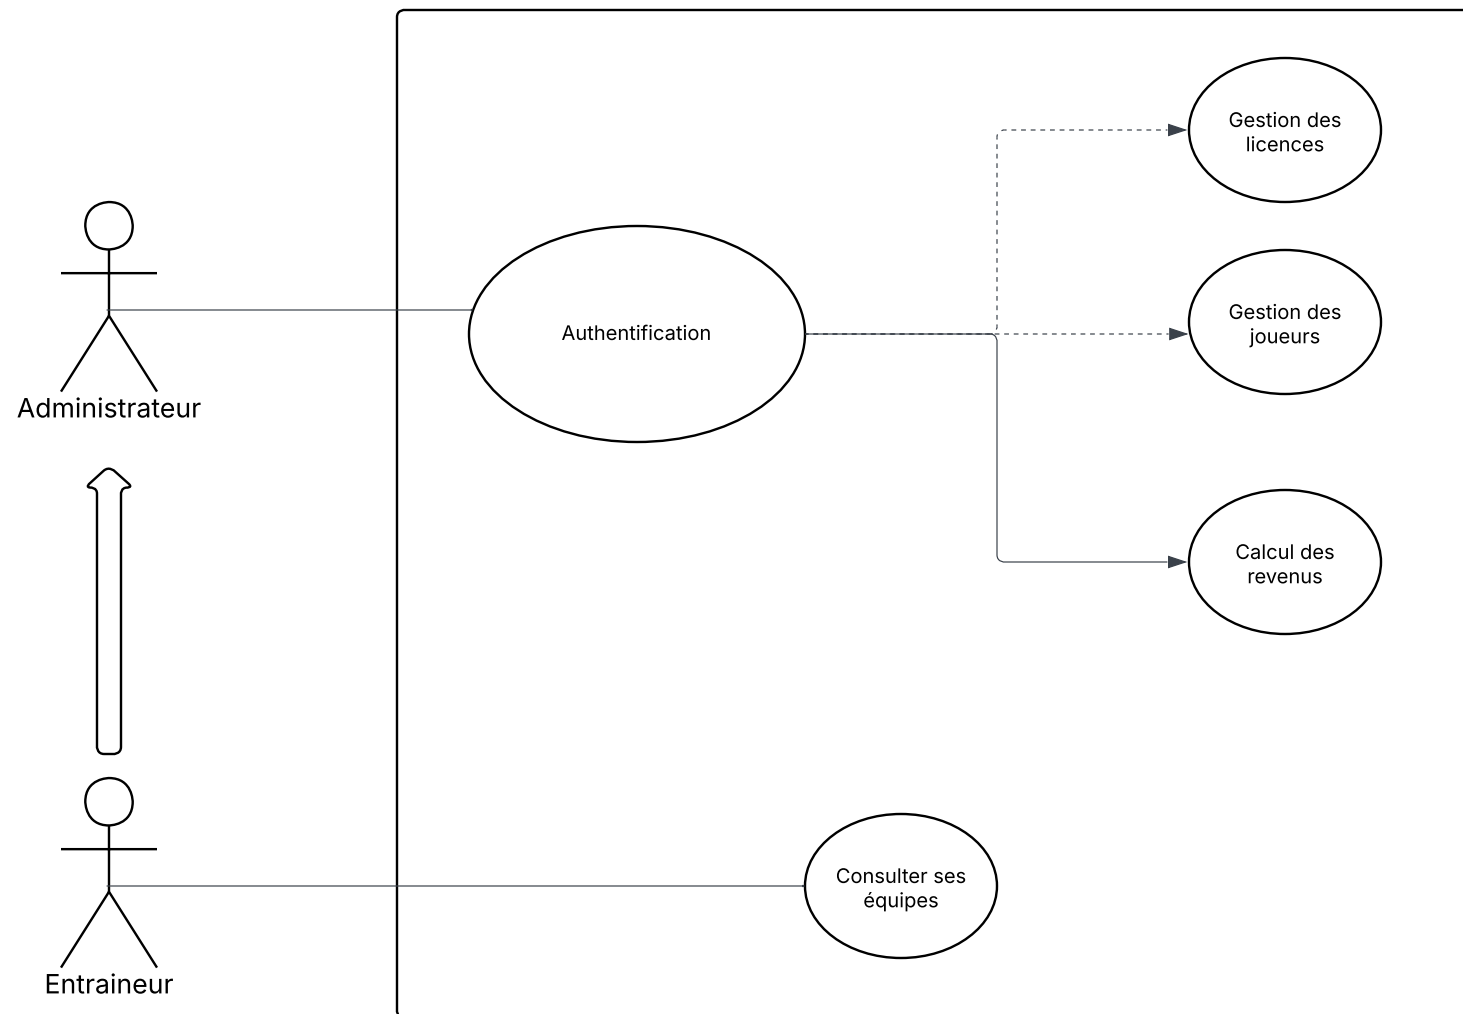 Gestion des
licences
Gestion des
joueurs
Authentification
Administrateur
Calcul des
revenus
Consulter ses
équipes
Entraineur